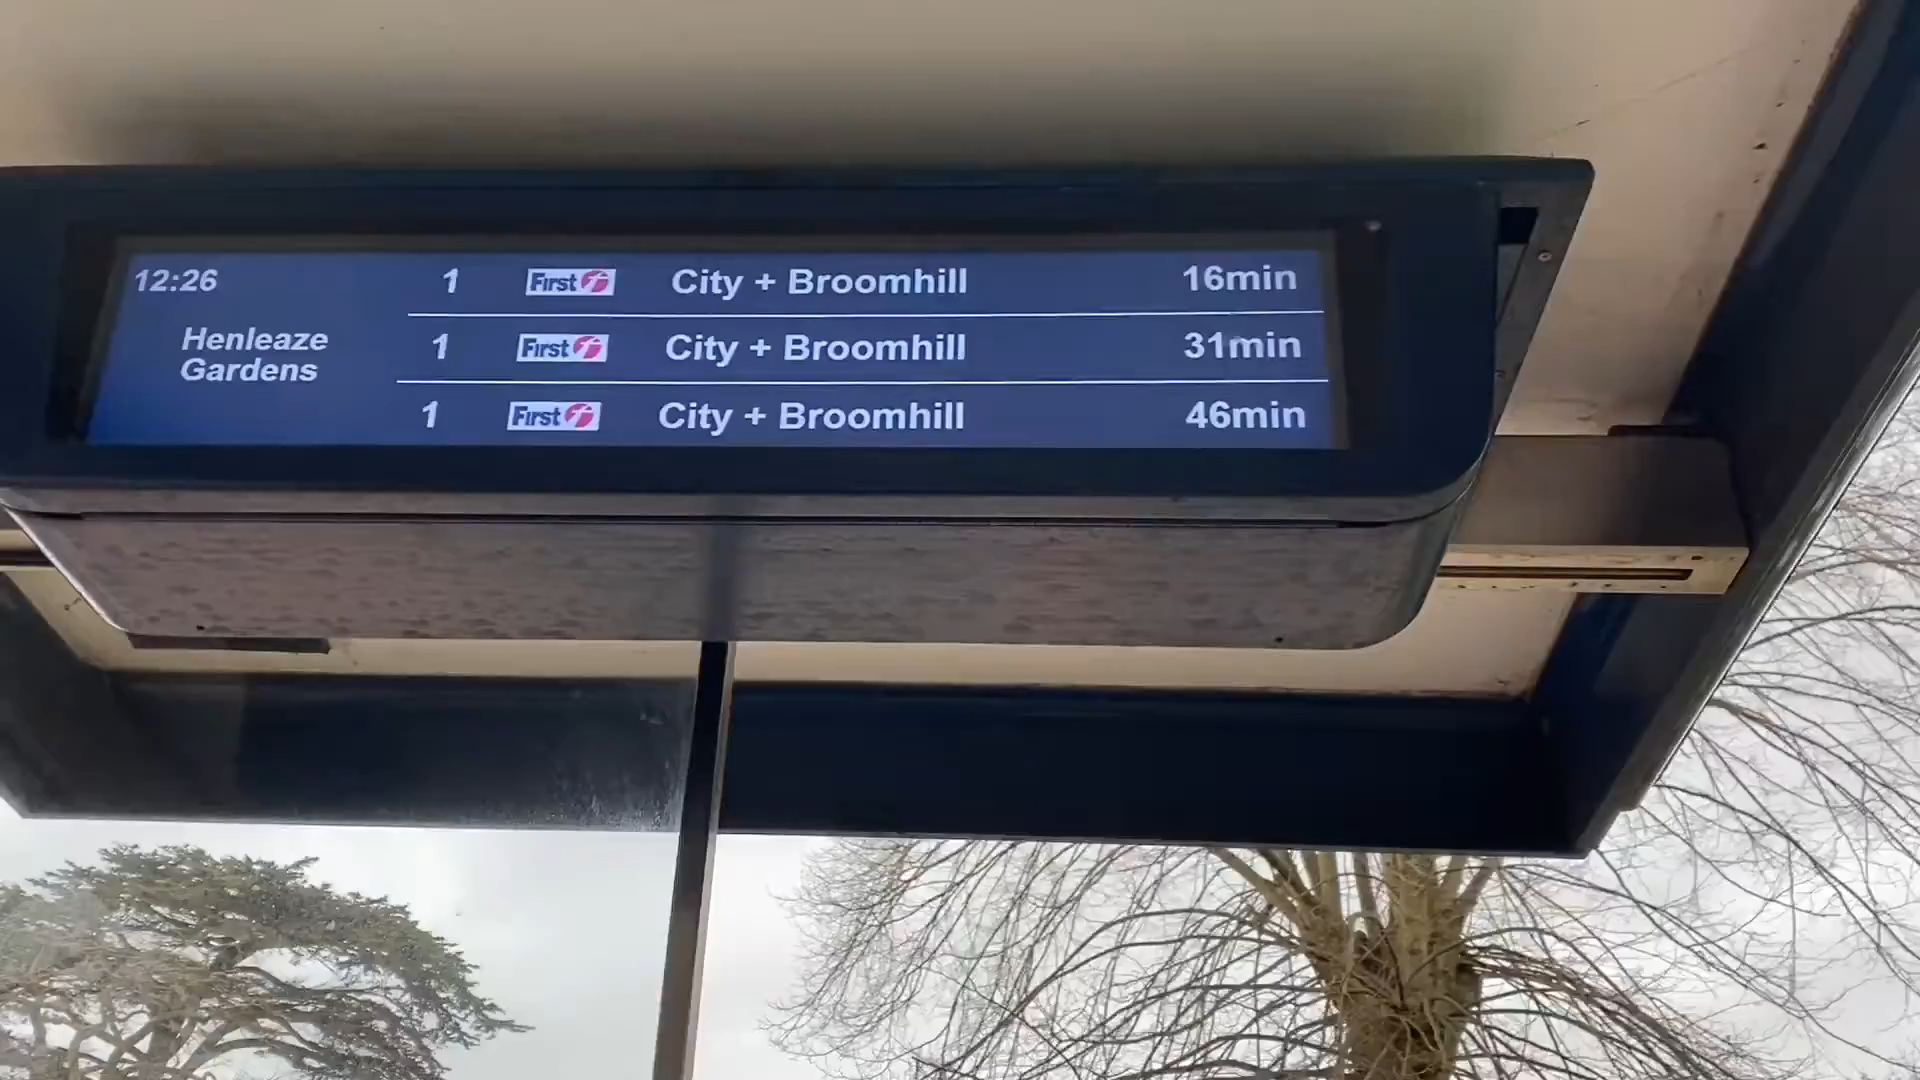 12:26
Henleaze
Gardens
1 First City + Broomhill 16min
1 First City + Broomhill 31min
1 First City + Broomhill 46min